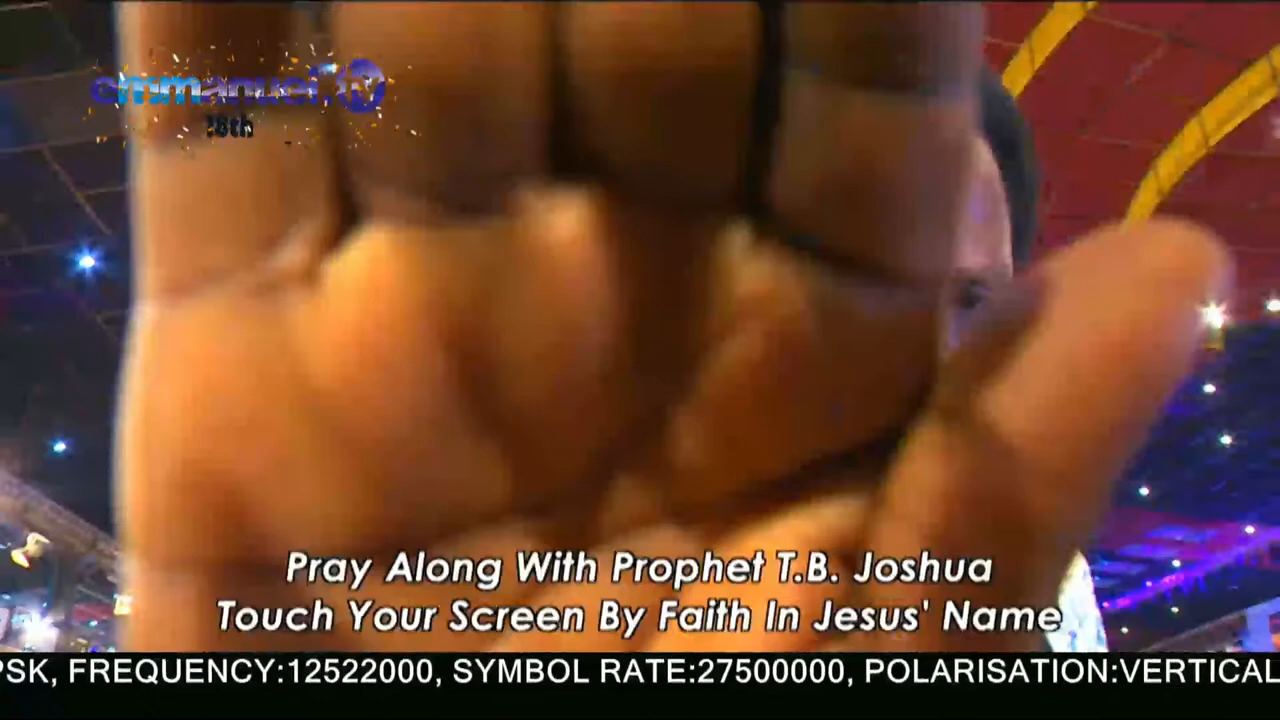 emmanuel.tv
18th
Pray Along With Prophet T.B. Joshua
Touch Your Screen By Faith In Jesus' Name
PSK, FREQUENCY:12522000, SYMBOL RATE:27500000, POLARISATION:VERTICAL